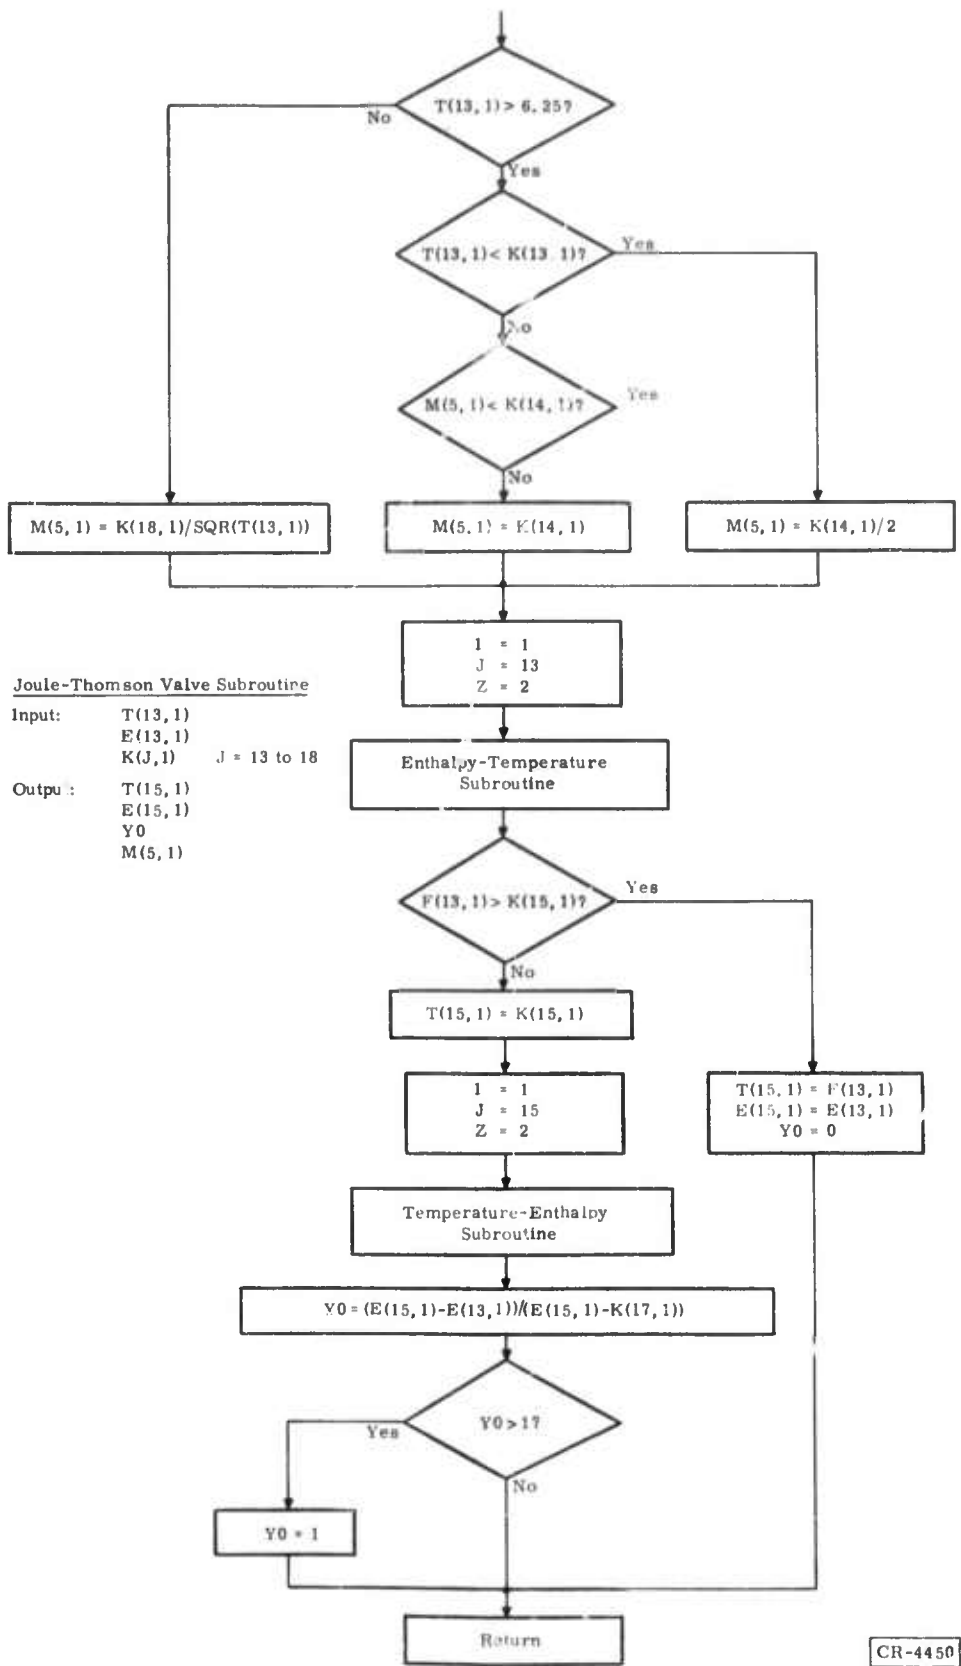 T(13,1) > 6.25?
No
Yes
T(13,1) < K(13 1)?
Yes
No
M(5,1) < K(14,1)?
Yes
No
M(5,1) = K(18,1)/SQR(T(13,1))
M(5,1) = K(14,1)
M(5,1) = K(14,1)/2
I = 1
J = 13
Z = 2
Joule-Thomson Valve Subroutine
Input: T(13,1)
E(13,1)
K(J,1) J = 13 to 18
Outpu: T(15,1)
E(15,1)
Y0
M(5,1)
Enthalpy-Temperature
Subroutine
F(13,1) > K(15,1)?
Yes
No
T(15,1) = K(15,1)
I = 1
J = 15
Z = 2
T(15,1) = F(13,1)
E(15,1) = E(13,1)
Y0 = 0
Temperature-Enthalpy
Subroutine
Y0 = (E(15,1)-E(13,1))/(E(15,1)-K(17,1))
Y0 > 1?
Yes
No
Y0 = 1
Return
CR-4450